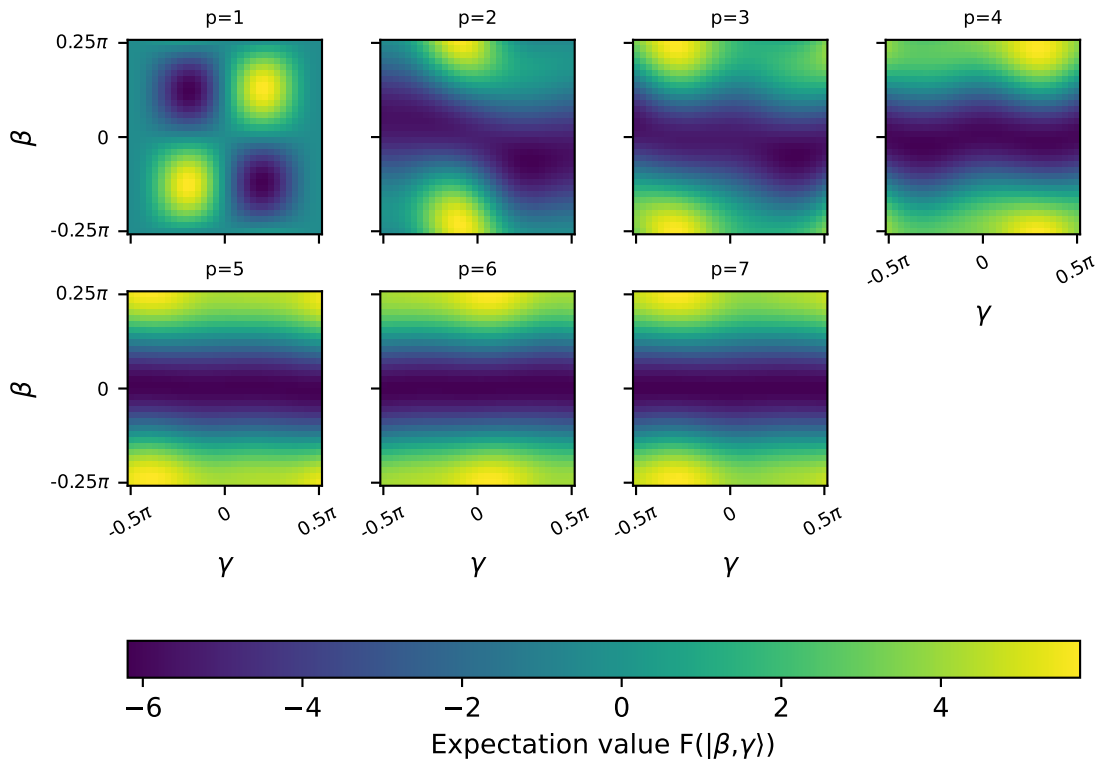 p=1
p=2
p=3
p=4
0.25π
β
0
-0.25π
-0.5π
0
0.5π
γ
p=5
p=6
p=7
0.25π
β
0
-0.25π
-0.5π
0
0.5π
-0.5π
0
0.5π
-0.5π
0
0.5π
γ
γ
γ
−6
−4
−2
0
2
4
Expectation value F(|β,γ⟩)